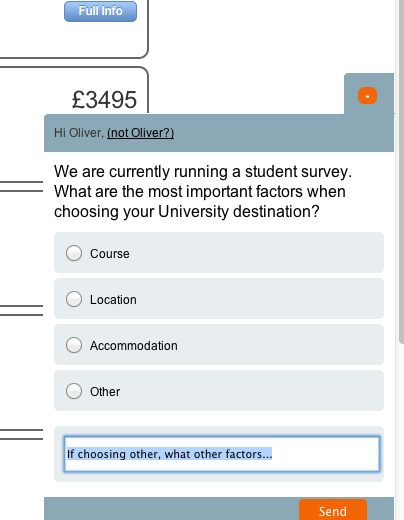 Full Info
£3495
-
Hi Oliver, (not Oliver?)
We are currently running a student survey.
What are the most important factors when
choosing your University destination?
Course
Location
Accommodation
Other
If choosing other, what other factors...
Send